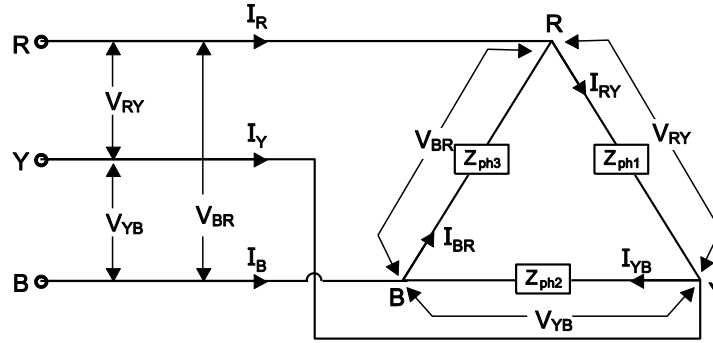 I_R
R
R
V_RY
I_RY
V_BR
V_RY
I_Y
Y
Z_ph3
Z_ph1
V_YB
V_BR
I_BR
I_B
I_YB
B
B
Z_ph2
Y
V_YB